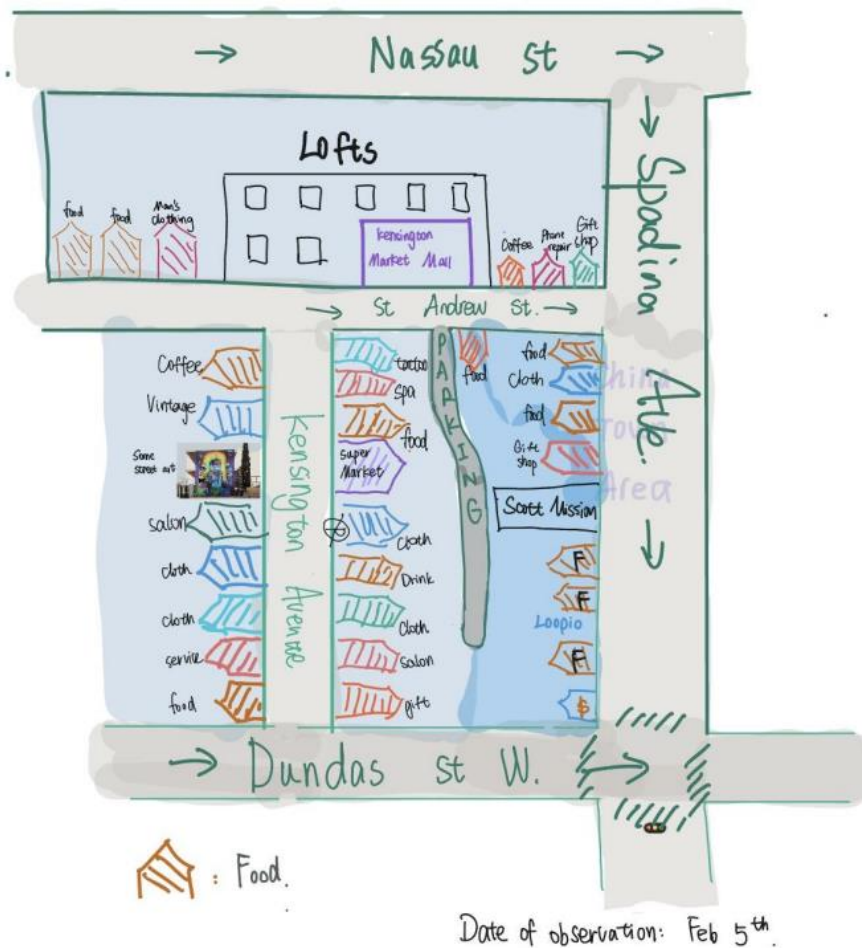 Nassau St
Lofts
food
food
Man's
clothing
Kensington
Market Mall
Coffee
Phone
repair
Gift
shop
Spadina Ave.
St Andrew St.
Coffee
Vintage
Some
street art
salon
cloth
cloth
service
food
Kensington Avenue
tattoo
spa
food
super
Market
cloth
Drink
cloth
salon
gift
PARKING
food
food
cloth
food
Gift
shop
China
Town
Area
Scott Mission
F
F
Loopio
F
$
Dundas St W.
: Food.
Date of observation: Feb 5th.